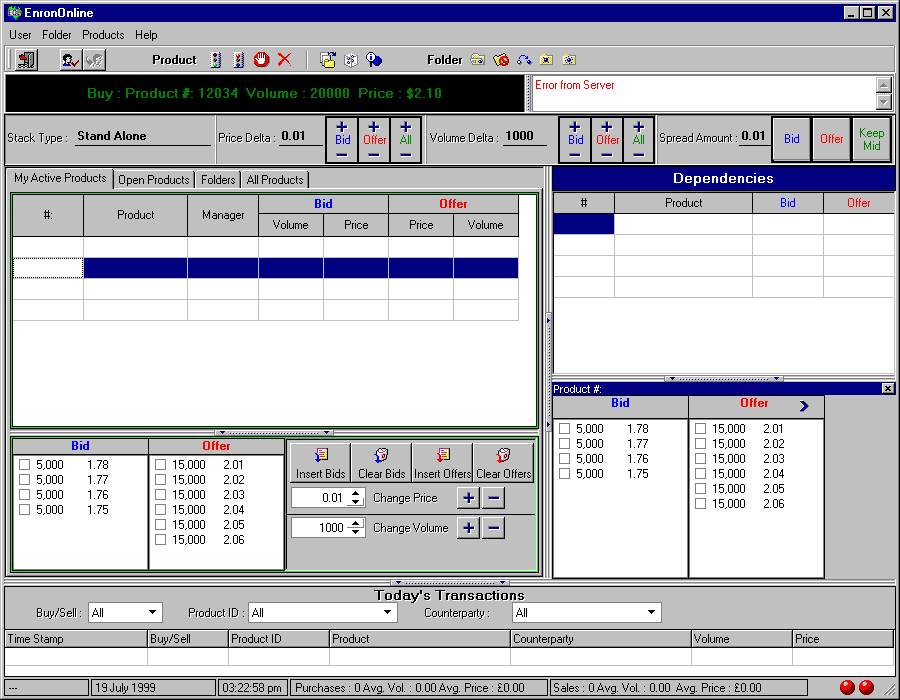 EnronOnline
User Folder Products Help
Product Folder
Buy : Product #: 12034 Volume : 20000 Price : $2.10
Error from Server
Stack Type : Stand Alone Price Delta : 0.01 + Bid − + Offer − + All − Volume Delta : 1000 + Bid − + Offer − + All − Spread Amount : 0.01 Bid Offer Keep Mid
My Active Products Open Products Folders All Products
#: Product Manager Bid Offer
Volume Price Price Volume
Dependencies
# Product Bid Offer
Product #:
Bid Offer
5,000 1.78 15,000 2.01
5,000 1.77 15,000 2.02
5,000 1.76 15,000 2.03
5,000 1.75 15,000 2.04
15,000 2.05
15,000 2.06
Bid Offer
5,000 1.78 15,000 2.01
5,000 1.77 15,000 2.02
5,000 1.76 15,000 2.03
5,000 1.75 15,000 2.04
15,000 2.05
15,000 2.06
Insert Bids Clear Bids Insert Offers Clear Offers
0.01 Change Price + −
1000 Change Volume + −
Today's Transactions
Buy/Sell : All Product ID : All Counterparty : All
Time Stamp Buy/Sell Product ID Product Counterparty Volume Price
--- 19 July 1999 03:22:58 pm Purchases : 0 Avg. Vol. : 0.00 Avg. Price : £0.00 Sales : 0 Avg. Vol. : 0.00 Avg. Price : £0.00